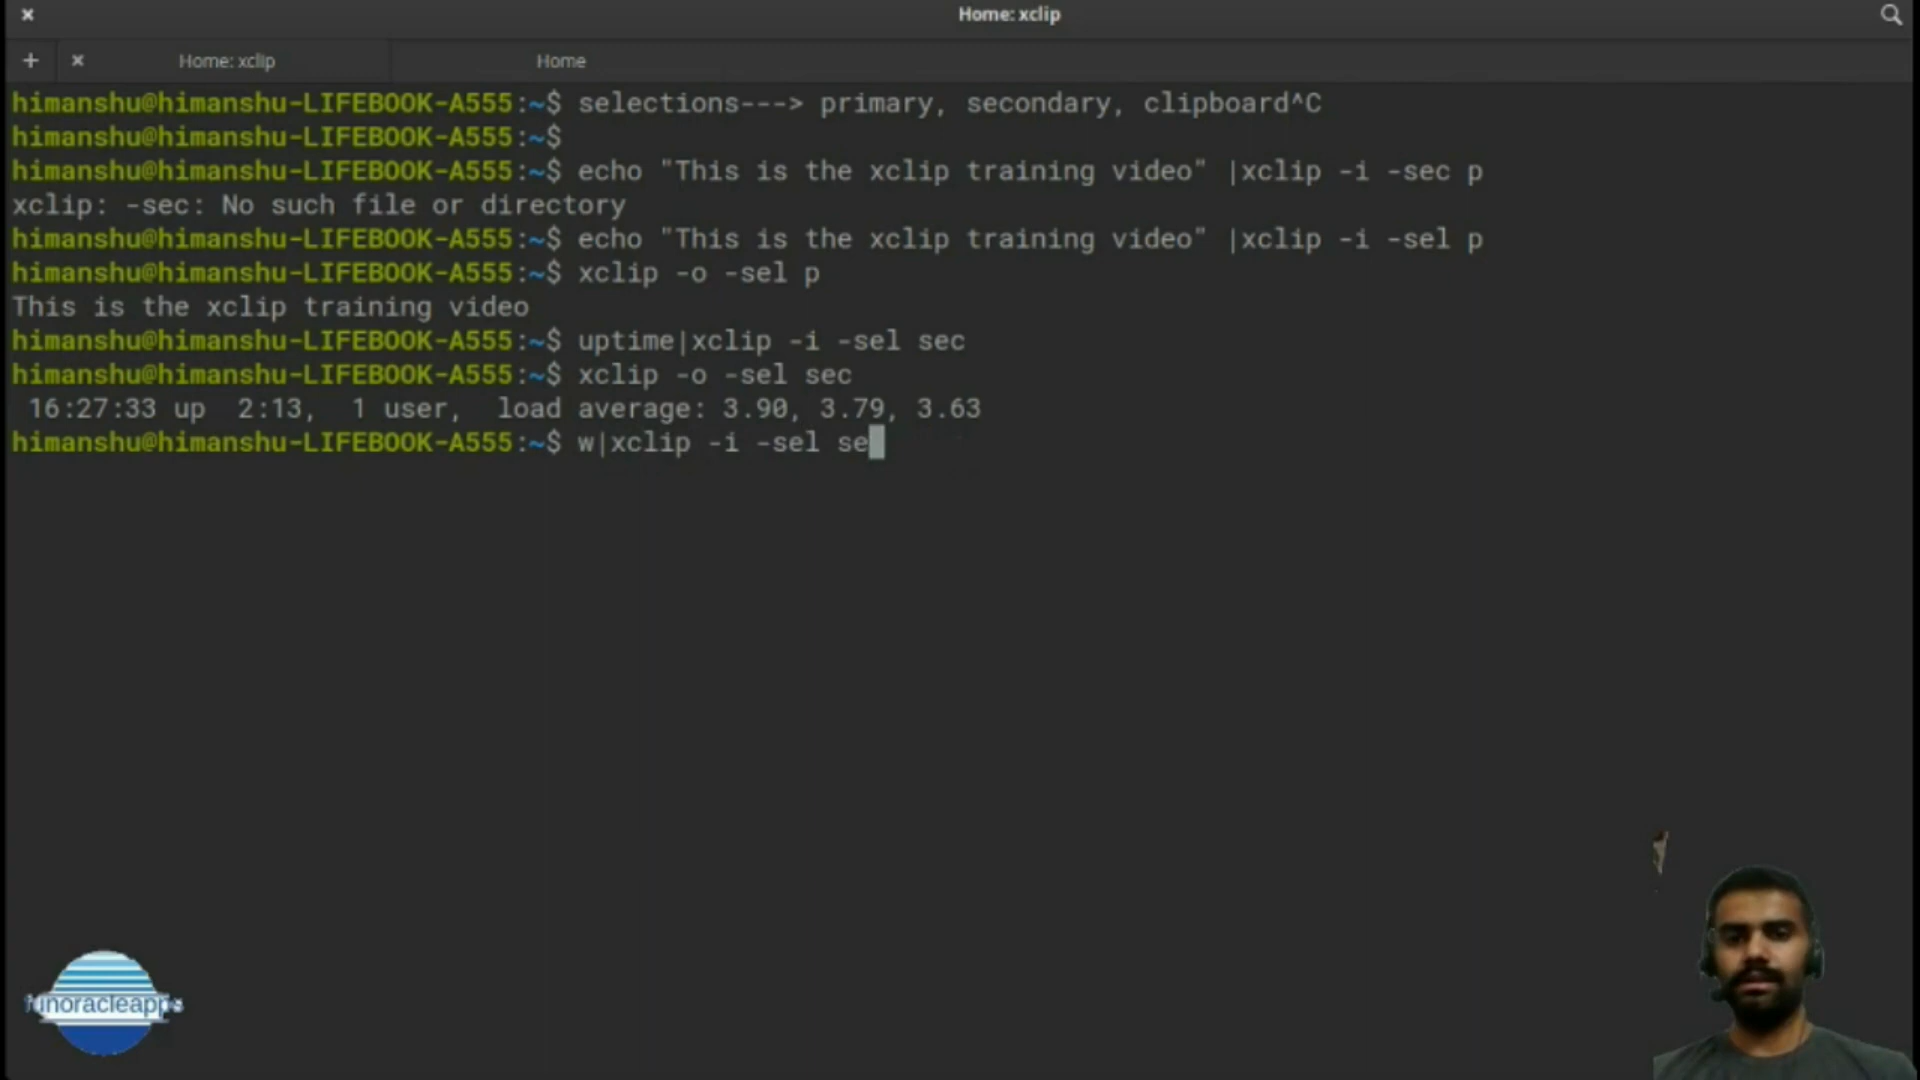 Home: xclip
Home: xclip
Home
himanshu@himanshu-LIFEBOOK-A555:~$ selections---> primary, secondary, clipboard^C
himanshu@himanshu-LIFEBOOK-A555:~$
himanshu@himanshu-LIFEBOOK-A555:~$ echo "This is the xclip training video" |xclip -i -sec p
xclip: -sec: No such file or directory
himanshu@himanshu-LIFEBOOK-A555:~$ echo "This is the xclip training video" |xclip -i -sel p
himanshu@himanshu-LIFEBOOK-A555:~$ xclip -o -sel p
This is the xclip training video
himanshu@himanshu-LIFEBOOK-A555:~$ uptime|xclip -i -sel sec
himanshu@himanshu-LIFEBOOK-A555:~$ xclip -o -sel sec
16:27:33 up  2:13,  1 user,  load average: 3.90, 3.79, 3.63
himanshu@himanshu-LIFEBOOK-A555:~$ w|xclip -i -sel se
funoracleapps